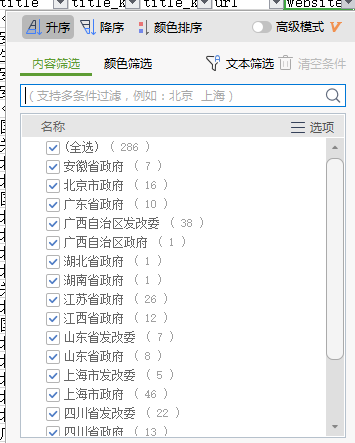 title title_k title_k url website
升序 降序 颜色排序 高级模式
内容筛选 颜色筛选 文本筛选 清空条件
(支持多条件过滤，例如：北京 上海)
名称 选项
(全选) ( 286 )
安徽省政府 ( 7 )
北京市政府 ( 16 )
广东省政府 ( 10 )
广西自治区发改委 ( 38 )
广西自治区政府 ( 1 )
湖北省政府 ( 1 )
湖南省政府 ( 1 )
江苏省政府 ( 26 )
江西省政府 ( 12 )
山东省发改委 ( 7 )
山东省政府 ( 8 )
上海市发改委 ( 5 )
上海市政府 ( 46 )
四川省发改委 ( 22 )
四川省政府 ( 13 )